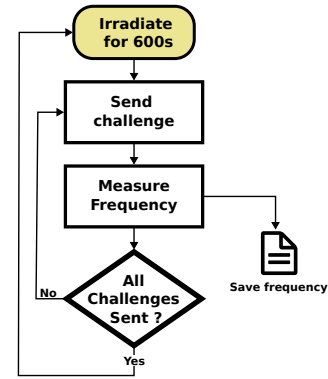 Irradiate
for 600s
Send
challenge
Measure
Frequency
Save frequency
All
Challenges
Sent ?
No
Yes